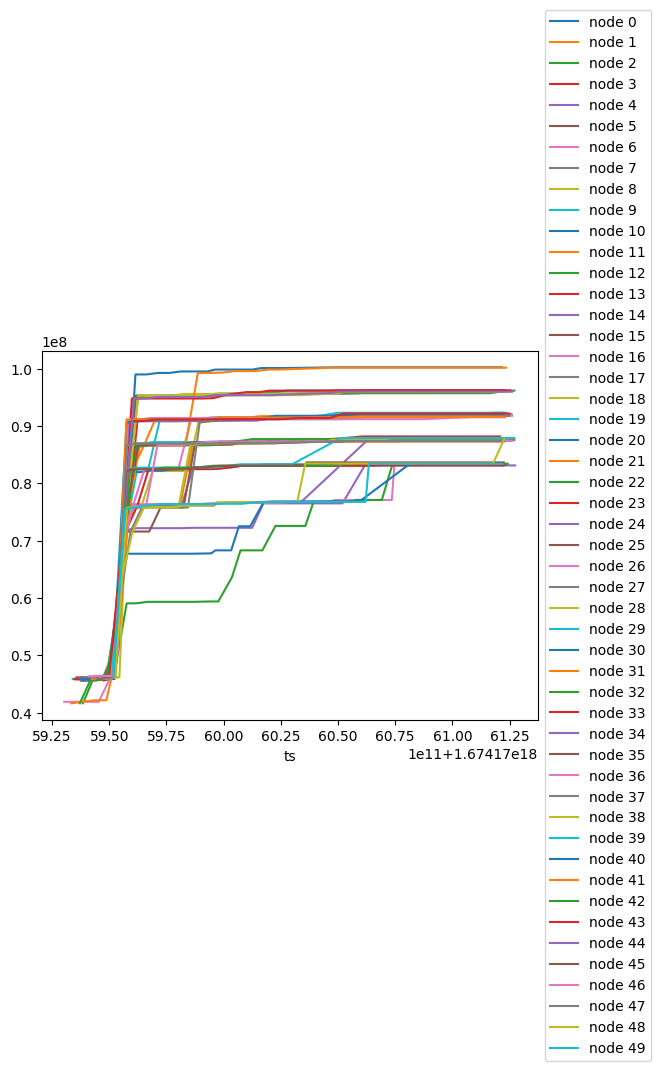 1e8
1.0
0.9
0.8
0.7
0.6
0.5
0.4
59.25 59.50 59.75 60.00 60.25 60.50 60.75 61.00 61.25
1e11+1.67417e18
ts
node 0
node 1
node 2
node 3
node 4
node 5
node 6
node 7
node 8
node 9
node 10
node 11
node 12
node 13
node 14
node 15
node 16
node 17
node 18
node 19
node 20
node 21
node 22
node 23
node 24
node 25
node 26
node 27
node 28
node 29
node 30
node 31
node 32
node 33
node 34
node 35
node 36
node 37
node 38
node 39
node 40
node 41
node 42
node 43
node 44
node 45
node 46
node 47
node 48
node 49